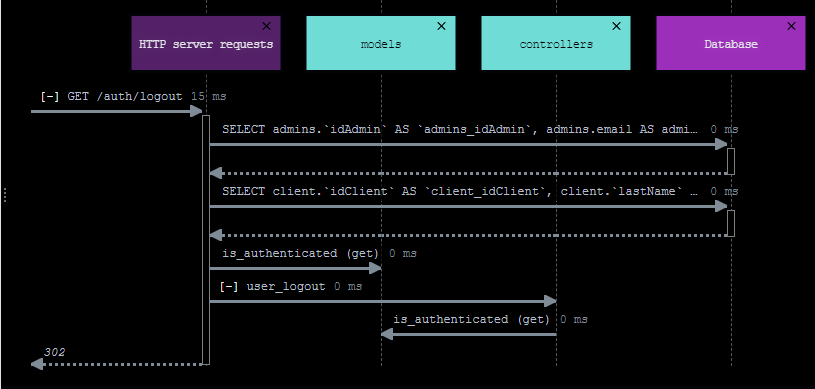 HTTP server requests
models
controllers
Database
[-] GET /auth/logout 15 ms
SELECT admins.`idAdmin` AS `admins_idAdmin`, admins.email AS admi… 0 ms
SELECT client.`idClient` AS `client_idClient`, client.`lastName` … 0 ms
is_authenticated (get) 0 ms
[-] user_logout 0 ms
is_authenticated (get) 0 ms
302